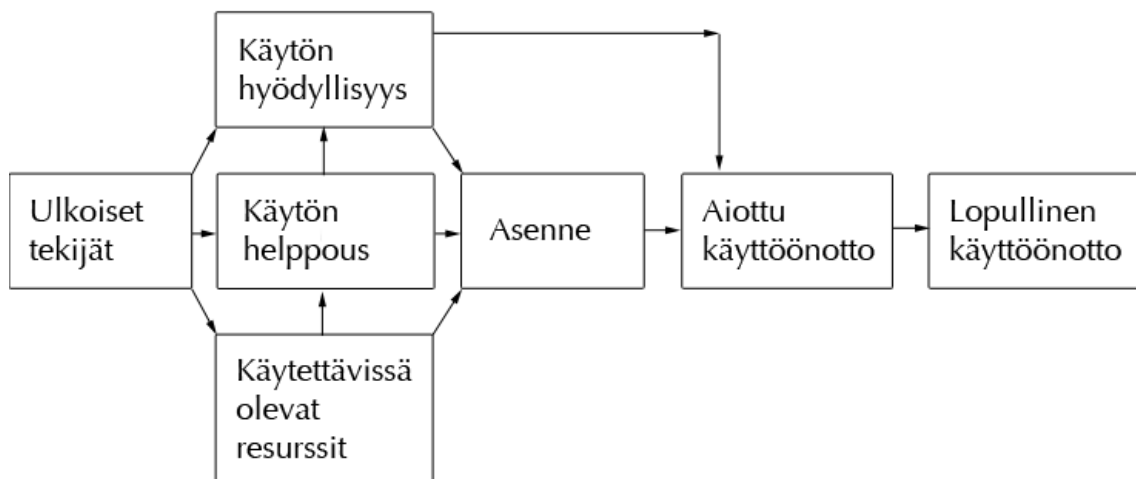 Käytön
hyödyllisyys
Ulkoiset
tekijät
Käytön
helppous
Asenne
Aiottu
käyttöönotto
Lopullinen
käyttöönotto
Käytettävissä
olevat
resurssit